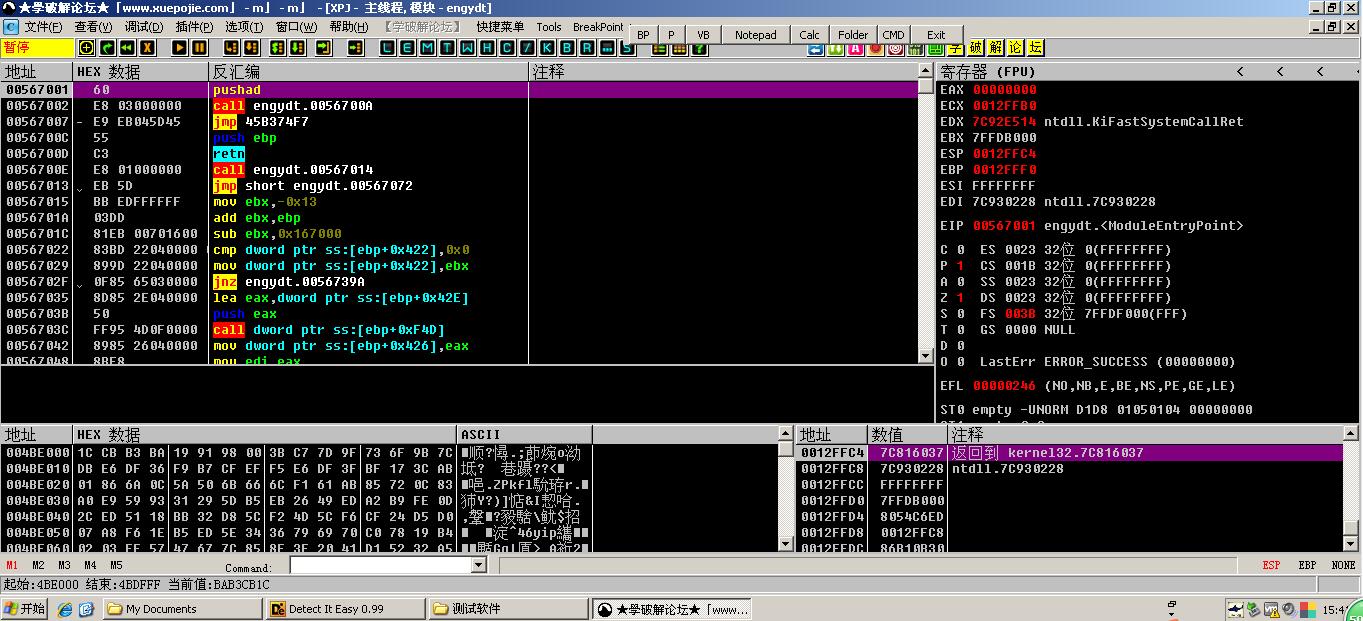 ★学破解论坛★「www.xuepojie.com」 - m』- m』 - [XPJ - 主线程, 模块 - engydt]
文件(F) 查看(V) 调试(D) 插件(P) 选项(T) 窗口(W) 帮助(H) 【学破解论坛】 快捷菜单 Tools BreakPoint
BP P VB Notepad Calc Folder CMD Exit
暂停 L E M T W H C / K B R ... S 字 破 解 论 坛
地址 HEX 数据 反汇编 注释
00567001 60 pushad
00567002 E8 03000000 call engydt.0056700A
00567007 - E9 EB045D45 jmp 45B374F7
0056700C 55 push ebp
0056700D C3 retn
0056700E E8 01000000 call engydt.00567014
00567013 EB 5D jmp short engydt.00567072
00567015 BB EDFFFFFF mov ebx,-0x13
0056701A 03DD add ebx,ebp
0056701C 81EB 00701600 sub ebx,0x167000
00567022 83BD 22040000 cmp dword ptr ss:[ebp+0x422],0x0
00567029 899D 22040000 mov dword ptr ss:[ebp+0x422],ebx
0056702F 0F85 65030000 jnz engydt.0056739A
00567035 8D85 2E040000 lea eax,dword ptr ss:[ebp+0x42E]
0056703B 50 push eax
0056703C FF95 4D0F0000 call dword ptr ss:[ebp+0xF4D]
00567042 8985 26040000 mov dword ptr ss:[ebp+0x426],eax
00567048 8BF8 mov edi,eax
寄存器 (FPU) < < < <
EAX 00000000
ECX 0012FFB0
EDX 7C92E514 ntdll.KiFastSystemCallRet
EBX 7FFDB000
ESP 0012FFC4
EBP 0012FFF0
ESI FFFFFFFF
EDI 7C930228 ntdll.7C930228
EIP 00567001 engydt.<ModuleEntryPoint>
C 0 ES 0023 32位 0(FFFFFFFF)
P 1 CS 001B 32位 0(FFFFFFFF)
A 0 SS 0023 32位 0(FFFFFFFF)
Z 1 DS 0023 32位 0(FFFFFFFF)
S 0 FS 003B 32位 7FFDF000(FFF)
T 0 GS 0000 NULL
D 0
O 0 LastErr ERROR_SUCCESS (00000000)
EFL 00000246 (NO,NB,E,BE,NS,PE,GE,LE)
ST0 empty -UNORM D1D8 01050104 00000000
地址 HEX 数据 ASCII
004BE000 1C CB B3 BA 19 91 98 00 3B C7 7D 9F 73 6F 9B 7C
004BE010 DB E6 DF 36 F9 B7 CF EF F5 E6 DF 3F BF 17 3C AB
004BE020 01 86 6A 0C 5A 50 6B 66 6C F1 61 AB 85 72 0C 83
004BE030 A0 E9 59 93 31 29 5D B5 EB 26 49 ED A2 B9 FE 0D
004BE040 2C ED 51 18 BB 32 D8 5C F2 4D 5C F6 CF 24 D5 D0
004BE050 07 A8 F6 1E B5 ED 5E 34 36 79 69 70 C0 78 19 B4
004BE060 02 03 FF 57 47 67 7C 85 8F 3E 20 41 D1 52 32 A5
地址 数值 注释
0012FFC4 7C816037 返回到 kernel32.7C816037
0012FFC8 7C930228 ntdll.7C930228
0012FFCC FFFFFFFF
0012FFD0 7FFDB000
0012FFD4 8054C6ED
0012FFD8 0012FFC8
0012FFDC 86B10B30
M1 M2 M3 M4 M5 Command: ESP EBP NONE
起始:4BE000 结束:4BDFFF 当前值:BAB3CB1C
开始 My Documents Detect It Easy 0.99 测试软件 ★学破解论坛★「www... 15:4